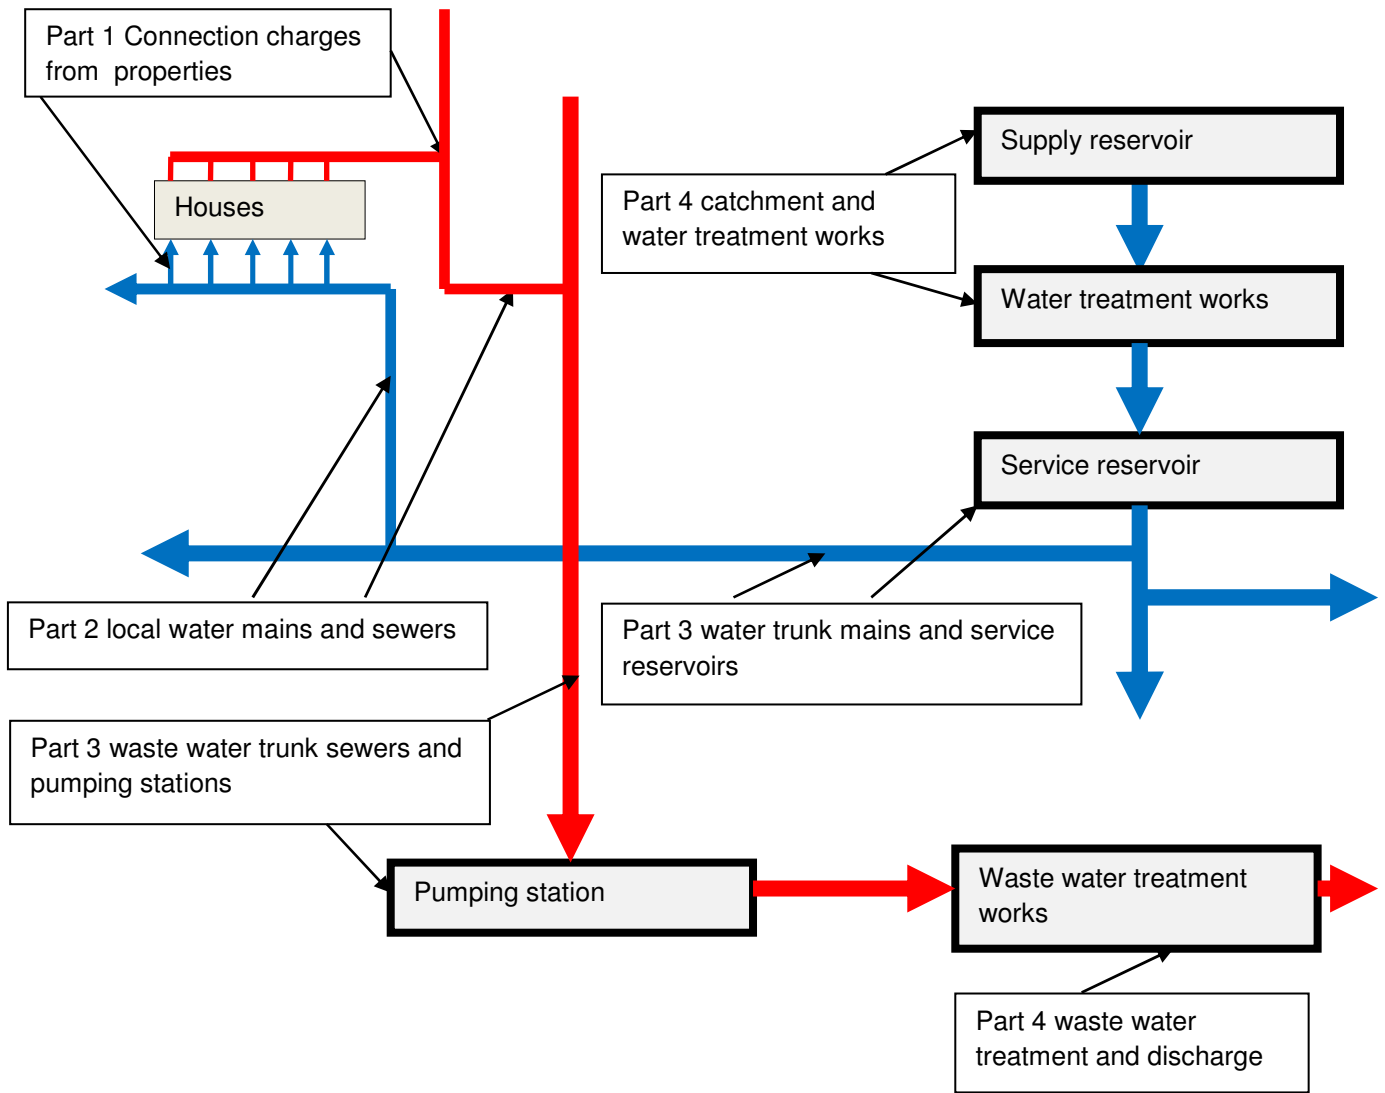 Part 1 Connection charges
from properties
Supply reservoir
Houses
Part 4 catchment and
water treatment works
Water treatment works
Service reservoir
Part 2 local water mains and sewers
Part 3 water trunk mains and service
reservoirs
Part 3 waste water trunk sewers and
pumping stations
Pumping station
Waste water treatment
works
Part 4 waste water
treatment and discharge